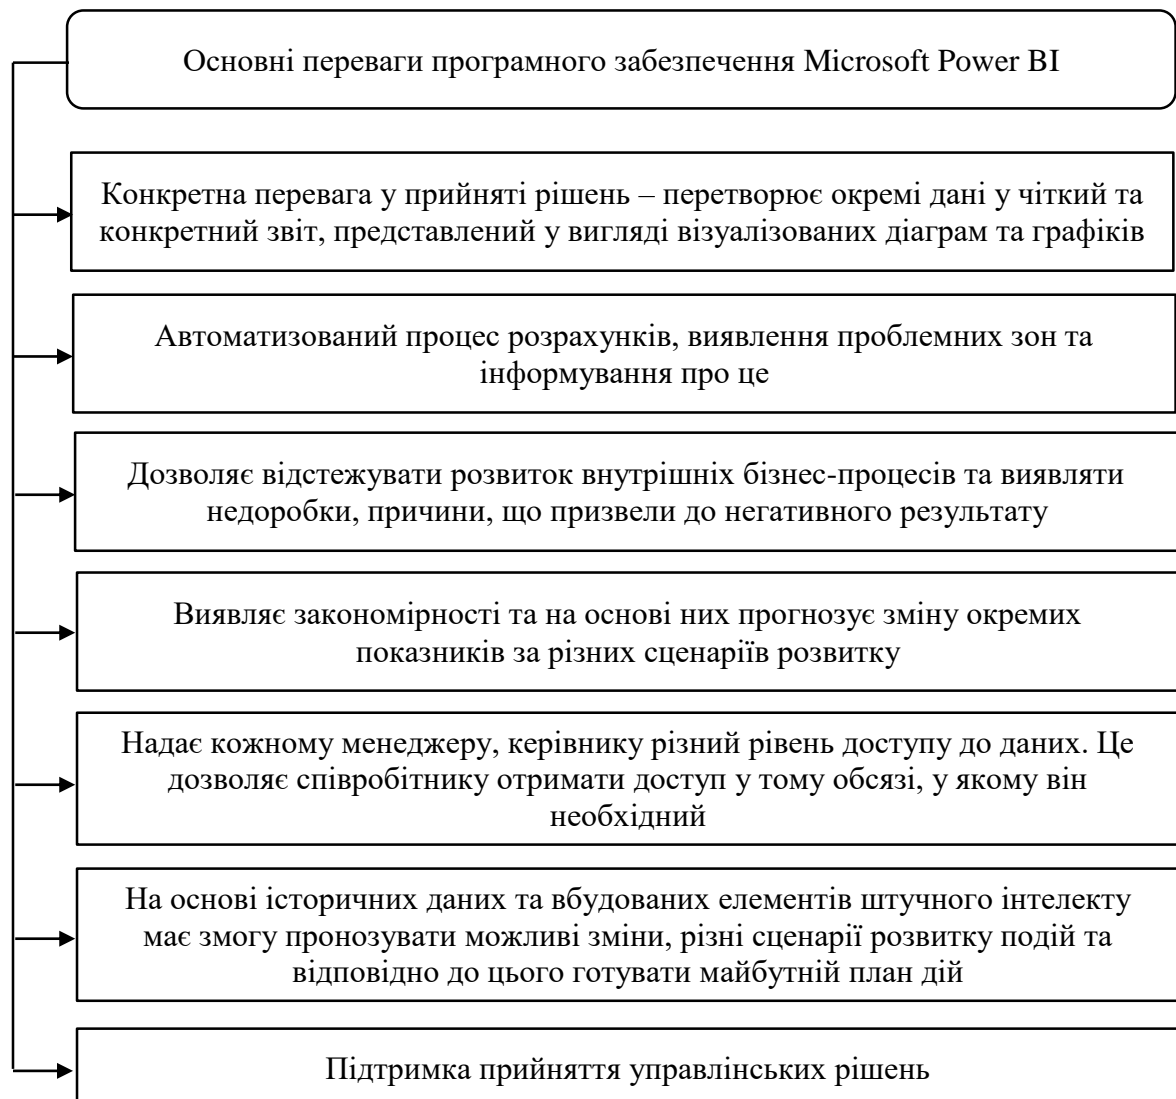 Основні переваги програмного забезпечення Microsoft Power BI
Конкретна перевага у прийняті рішень – перетворює окремі дані у чіткий та
конкретний звіт, представлений у вигляді візуалізованих діаграм та графіків
Автоматизований процес розрахунків, виявлення проблемних зон та
інформування про це
Дозволяє відстежувати розвиток внутрішніх бізнес-процесів та виявляти
недоробки, причини, що призвели до негативного результату
Виявляє закономірності та на основі них прогнозує зміну окремих
показників за різних сценаріїв розвитку
Надає кожному менеджеру, керівнику різний рівень доступу до даних. Це
дозволяє співробітнику отримати доступ у тому обсязі, у якому він
необхідний
На основі історичних даних та вбудованих елементів штучного інтелекту
має змогу пронозувати можливі зміни, різні сценарії розвитку подій та
відповідно до цього готувати майбутній план дій
Підтримка прийняття управлінських рішень